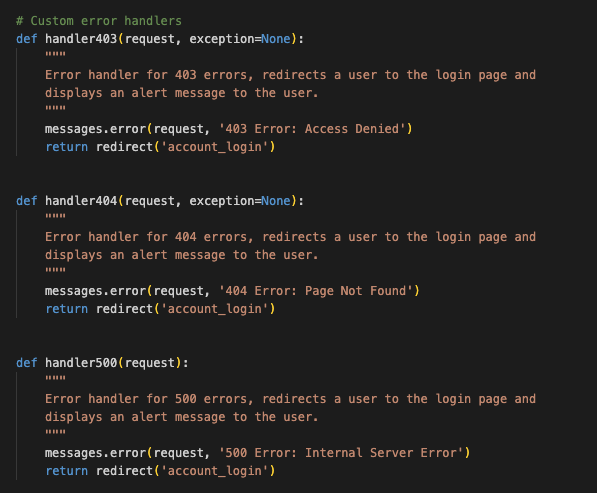 # Custom error handlers
def handler403(request, exception=None):
    """
    Error handler for 403 errors, redirects a user to the login page and
    displays an alert message to the user.
    """
    messages.error(request, '403 Error: Access Denied')
    return redirect('account_login')
def handler404(request, exception=None):
    """
    Error handler for 404 errors, redirects a user to the login page and
    displays an alert message to the user.
    """
    messages.error(request, '404 Error: Page Not Found')
    return redirect('account_login')
def handler500(request):
    """
    Error handler for 500 errors, redirects a user to the login page and
    displays an alert message to the user.
    """
    messages.error(request, '500 Error: Internal Server Error')
    return redirect('account_login')